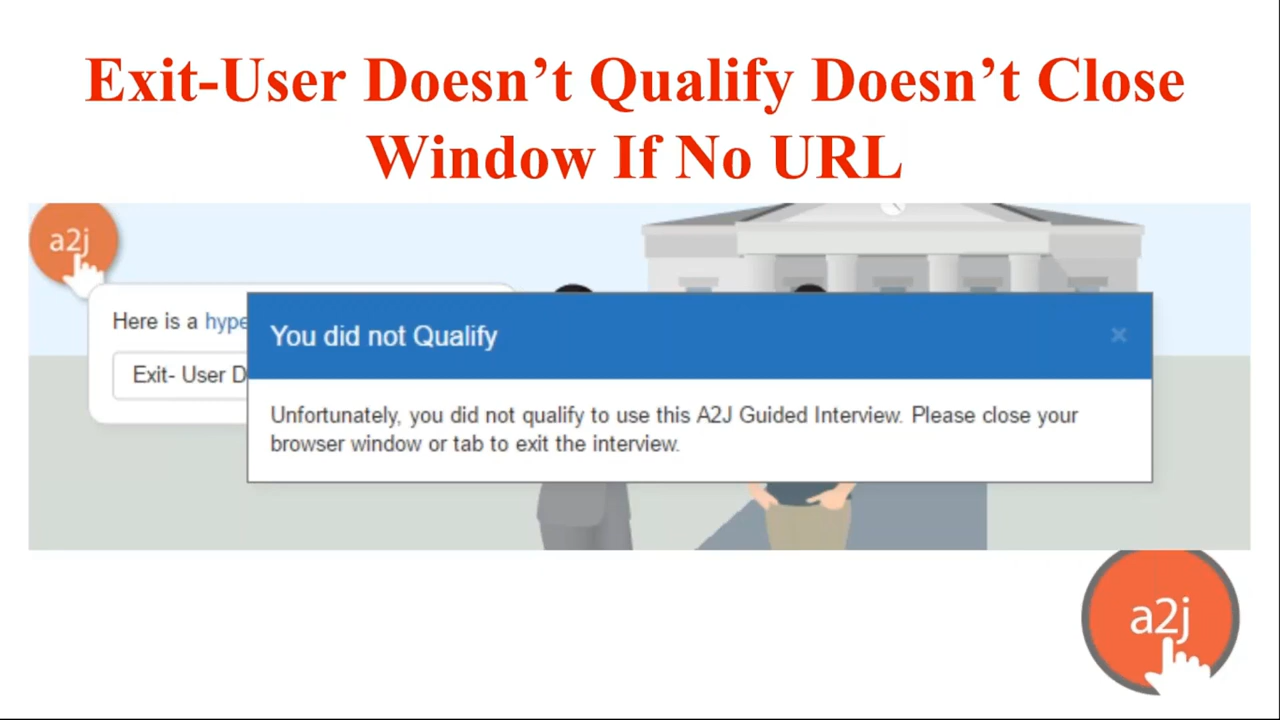 Exit-User Doesn’t Qualify Doesn’t Close
Window If No URL
a2j
Here is a hype
Exit- User D
You did not Qualify
×
Unfortunately, you did not qualify to use this A2J Guided Interview. Please close your
browser window or tab to exit the interview.
a2j